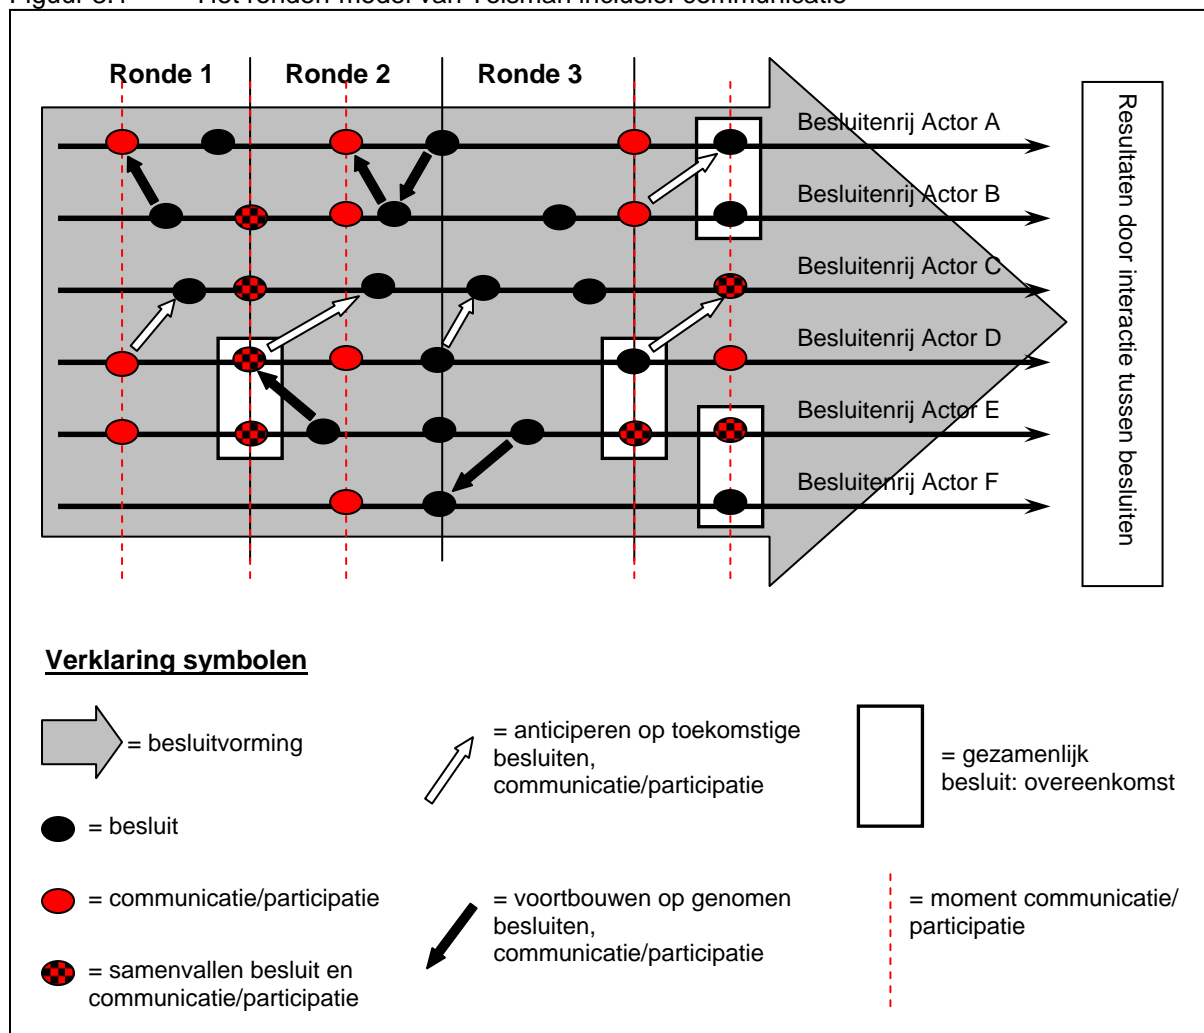 Figuur 3.4 Het ronden-model van Teisman inclusief communicatie
Ronde 1 Ronde 2 Ronde 3
Besluitenrij Actor A
Besluitenrij Actor B
Besluitenrij Actor C
Besluitenrij Actor D
Besluitenrij Actor E
Besluitenrij Actor F
Resultaten door interactie tussen besluiten
Verklaring symbolen
= besluitvorming
= besluit
= communicatie/participatie
= samenvallen besluit en
communicatie/participatie
= anticiperen op toekomstige
besluiten,
communicatie/participatie
= voortbouwen op genomen
besluiten,
communicatie/participatie
= gezamenlijk
besluit: overeenkomst
= moment communicatie/
participatie